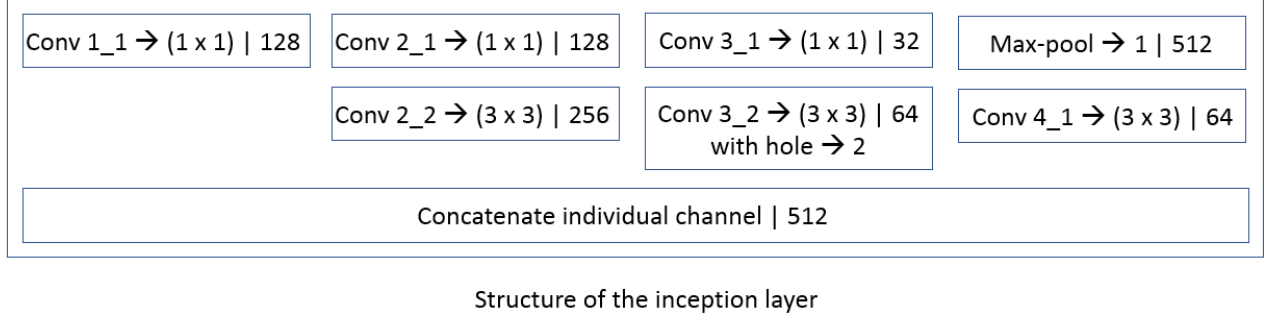 Conv 1_1 → (1 x 1) | 128
Conv 2_1 → (1 x 1) | 128
Conv 3_1 → (1 x 1) | 32
Max-pool → 1 | 512
Conv 2_2 → (3 x 3) | 256
Conv 3_2 → (3 x 3) | 64
with hole → 2
Conv 4_1 → (3 x 3) | 64
Concatenate individual channel | 512
Structure of the inception layer